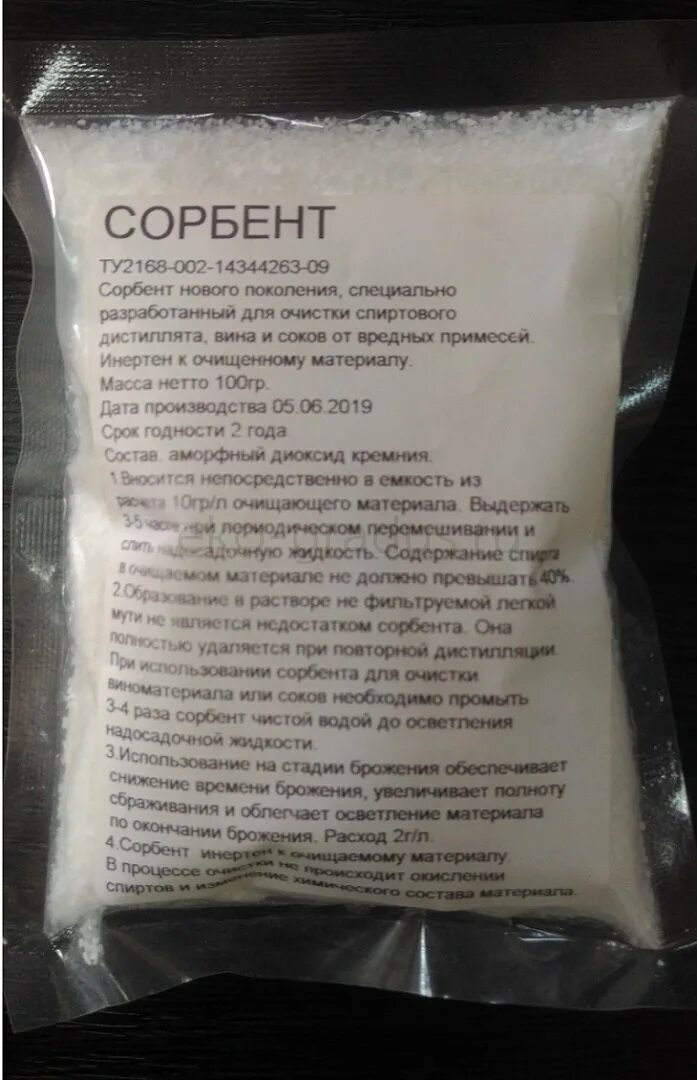 СОРБЕНТ
ТУ2168-002-14344263-09
Сорбент нового поколения, специально
разработанный для очистки спиртового
дистиллята, вина и соков от вредных примесей.
Инертен к очищенному материалу.
Масса нетто 100гр.
Дата производства 05.06.2019
Срок годности 2 года
Состав. аморфный диоксид кремния.
1.Вносится непосредственно в емкость из
расчета 10гр/л очищающего материала. Выдержать
3-5 часов при периодическом перемешивании и
слить надосадочную жидкость. Содержание спирта
в очищаемом материале не должно превышать 40%.
2.Образование в растворе не фильтруемой легкой
мути не является недостатком сорбента. Она
полностью удаляется при повторной дистилляции.
При использовании сорбента для очистки
виноматериала или соков необходимо промыть
3-4 раза сорбент чистой водой до осветления
надосадочной жидкости.
3.Использование на стадии брожения обеспечивает
снижение времени брожения, увеличивает полноту
сбраживания и облегчает осветление материала
по окончании брожения. Расход 2г/л.
4.Сорбент инертен к очищаемому материалу.
В процессе очистки не происходит окислении
спиртов и изменение химического состава материала.